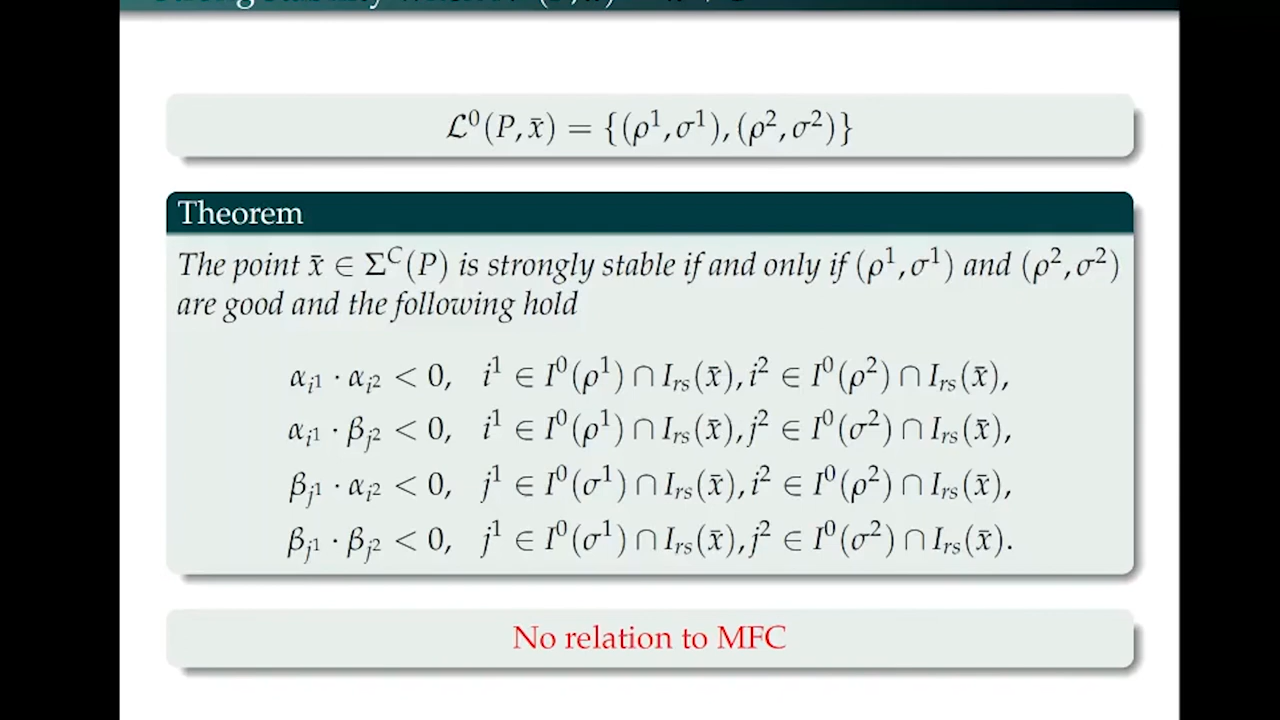 ℒ⁰(P, x̄) = {(ρ¹, σ¹), (ρ², σ²)}
Theorem
The point x̄ ∈ Σᶜ(P) is strongly stable if and only if (ρ¹, σ¹) and (ρ², σ²)
are good and the following hold
α_{i¹} · α_{i²} < 0, i¹ ∈ I⁰(ρ¹) ∩ I_{rs}(x̄), i² ∈ I⁰(ρ²) ∩ I_{rs}(x̄),
α_{i¹} · β_{j²} < 0, i¹ ∈ I⁰(ρ¹) ∩ I_{rs}(x̄), j² ∈ I⁰(σ²) ∩ I_{rs}(x̄),
β_{j¹} · α_{i²} < 0, j¹ ∈ I⁰(σ¹) ∩ I_{rs}(x̄), i² ∈ I⁰(ρ²) ∩ I_{rs}(x̄),
β_{j¹} · β_{j²} < 0, j¹ ∈ I⁰(σ¹) ∩ I_{rs}(x̄), j² ∈ I⁰(σ²) ∩ I_{rs}(x̄).
No relation to MFC